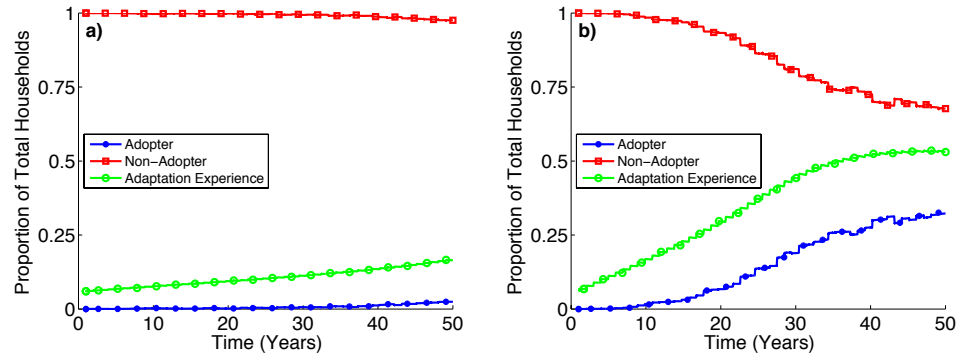 a)
Proportion of Total Households
1
0.75
0.5
0.25
0
Adopter
Non-Adopter
Adaptation Experience
0 10 20 30 40 50
Time (Years)
b)
Proportion of Total Households
1
0.75
0.5
0.25
0
Adopter
Non-Adopter
Adaptation Experience
0 10 20 30 40 50
Time (Years)